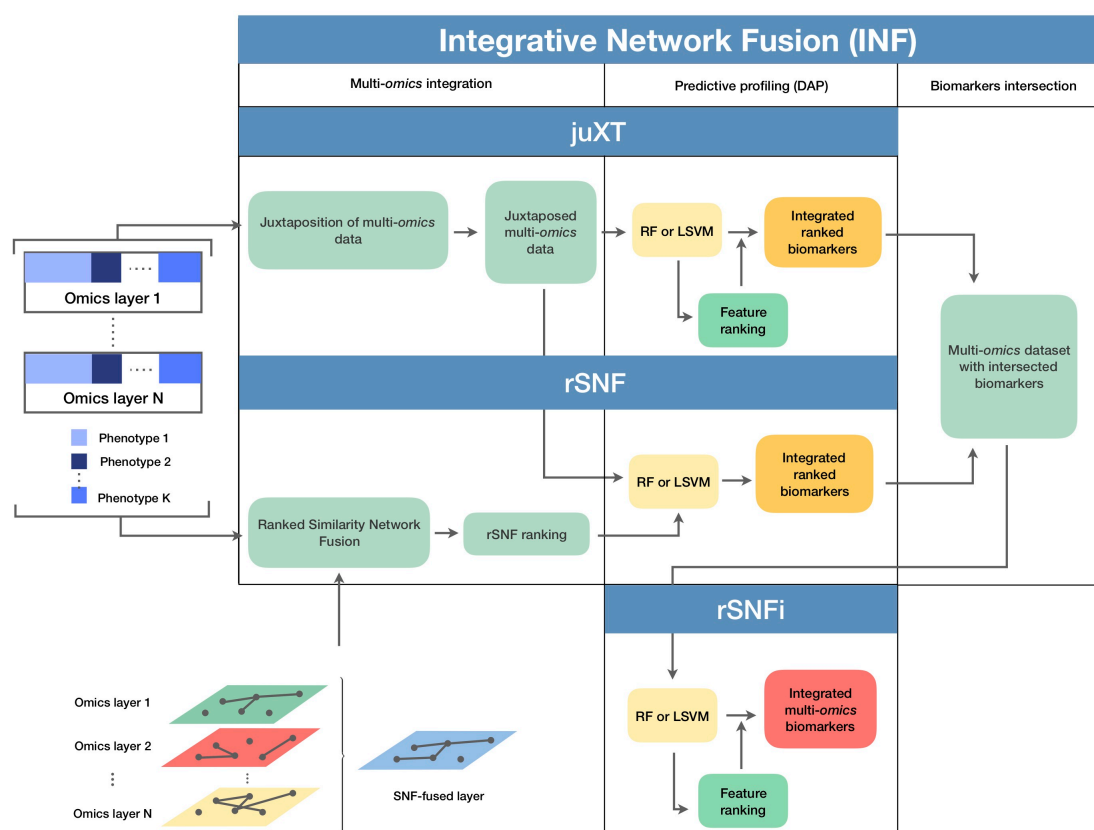 Integrative Network Fusion (INF)
Multi-omics integration
Predictive profiling (DAP)
Biomarkers intersection
juXT
Juxtaposition of multi-omics
data
Juxtaposed
multi-omics
data
RF or LSVM
Integrated
ranked
biomarkers
Feature
ranking
Omics layer 1
Omics layer N
Phenotype 1
Phenotype 2
Phenotype K
Multi-omics dataset
with intersected
biomarkers
rSNF
RF or LSVM
Integrated
ranked
biomarkers
Ranked Similarity Network
Fusion
rSNF ranking
rSNFi
RF or LSVM
Integrated
multi-omics
biomarkers
Feature
ranking
Omics layer 1
Omics layer 2
Omics layer N
SNF-fused layer